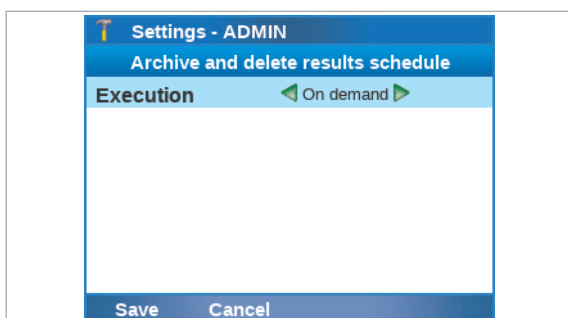 Settings - ADMIN
Archive and delete results schedule
Execution On demand
Save Cancel